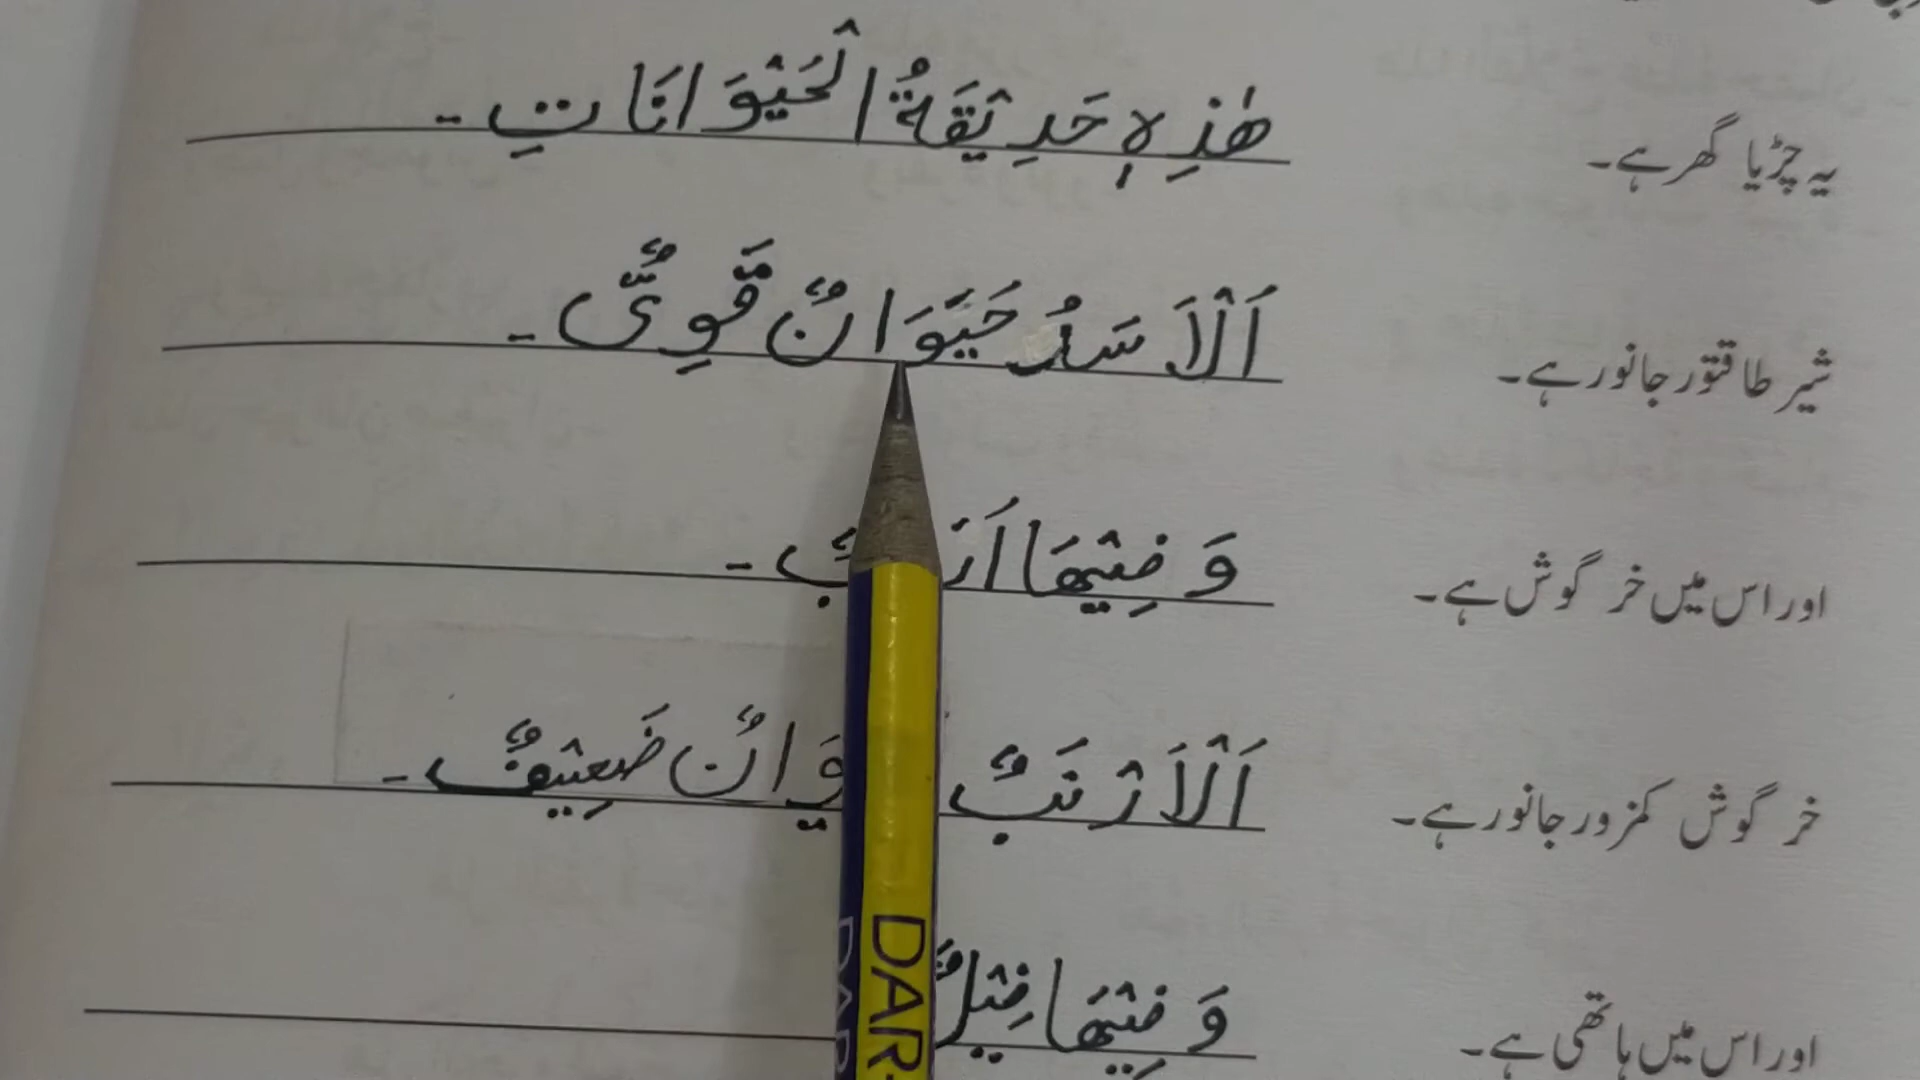 یہ چڑیا گھر ہے۔ هٰذِہٖ حَدِيْقَةُ الْحَيْوَانَاتِ۔
شیر طاقتور جانور ہے۔ اَلْاَسَدُ حَيَوَانٌ قَوِىٌّ۔
اور اس میں خرگوش ہے۔ وَفِيْهَا
خرگوش کمزور جانور ہے۔ اَلْاَرْنَبُ ضَعِيْفٌ۔
اور اس میں ہاتھی ہے۔ وَفِيْهَا فِيْلٌ
DAR